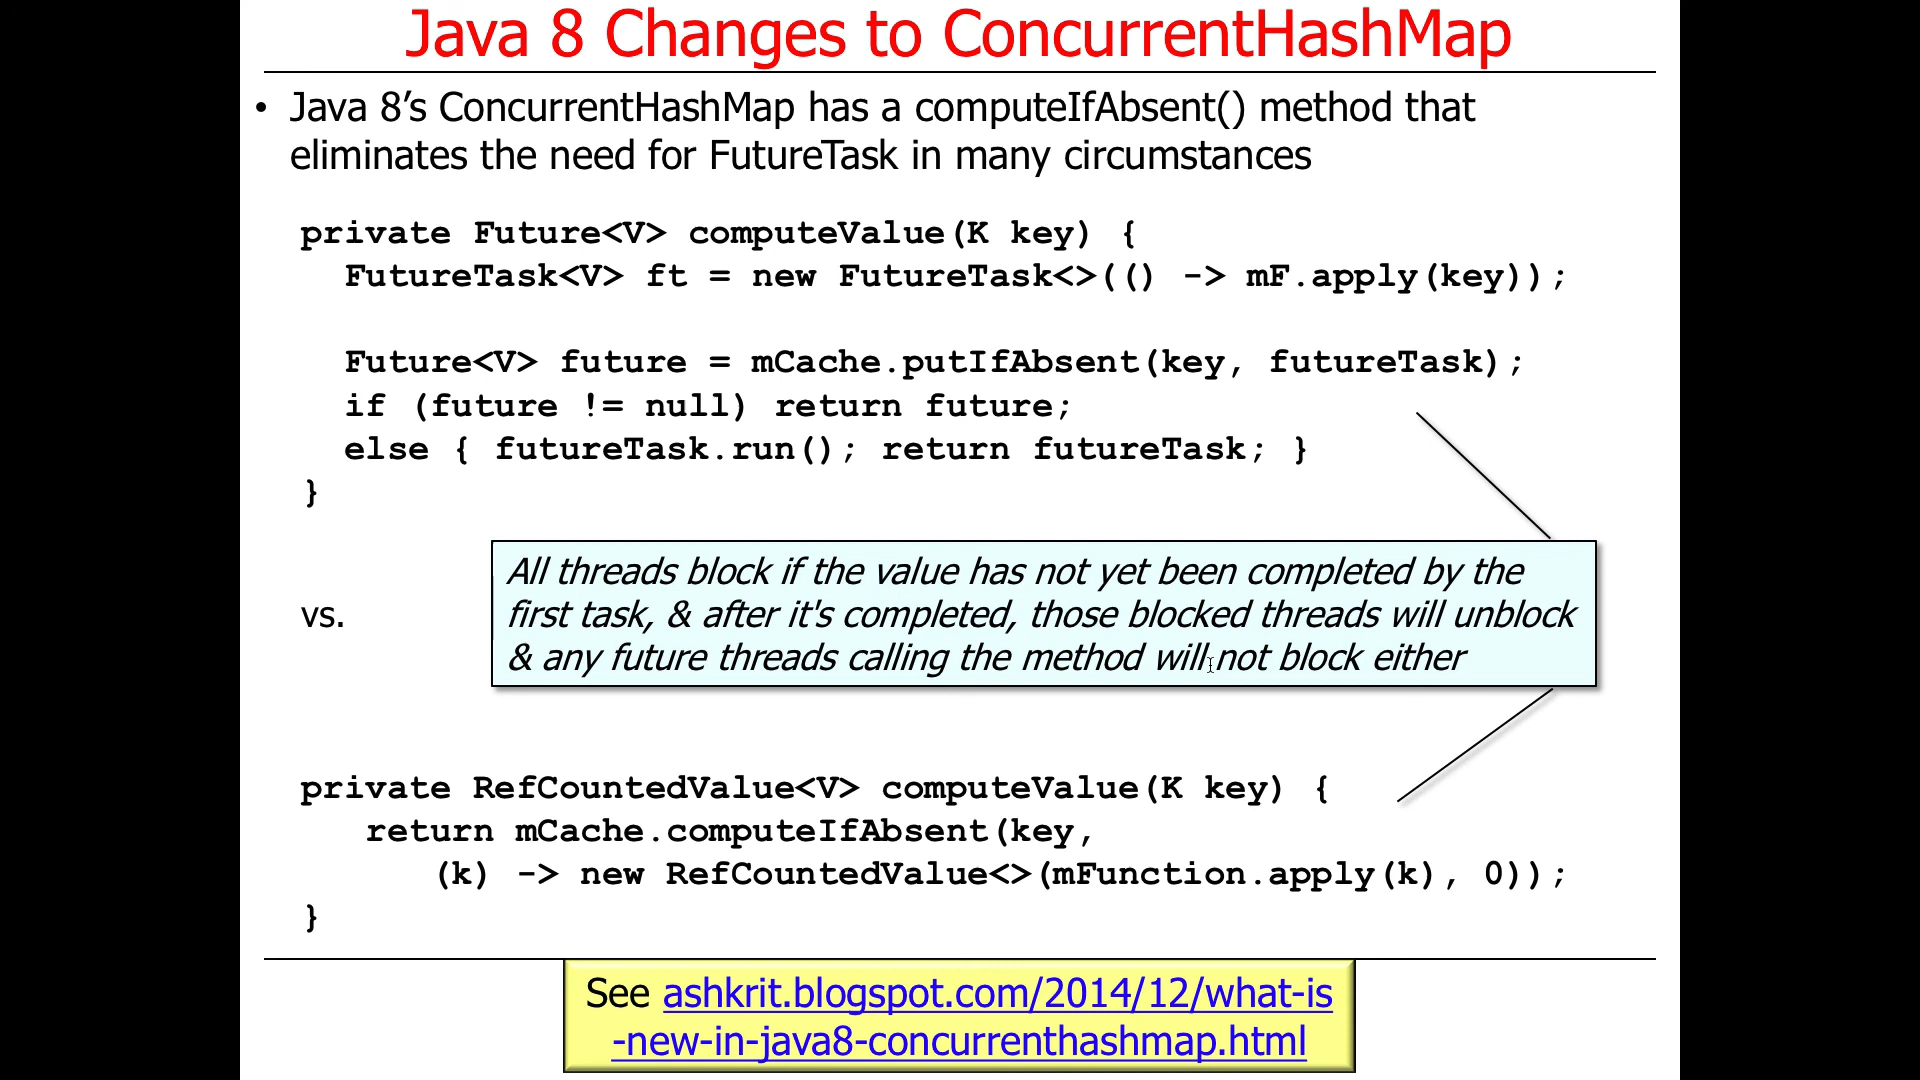 Java 8 Changes to ConcurrentHashMap
• Java 8’s ConcurrentHashMap has a computeIfAbsent() method that
eliminates the need for FutureTask in many circumstances
private Future<V> computeValue(K key) {
FutureTask<V> ft = new FutureTask<>(() -> mF.apply(key));
Future<V> future = mCache.putIfAbsent(key, futureTask);
if (future != null) return future;
else { futureTask.run(); return futureTask; }
}
All threads block if the value has not yet been completed by the
first task, & after it's completed, those blocked threads will unblock
& any future threads calling the method will not block either
vs.
private RefCountedValue<V> computeValue(K key) {
return mCache.computeIfAbsent(key,
(k) -> new RefCountedValue<>(mFunction.apply(k), 0));
}
See ashkrit.blogspot.com/2014/12/what-is
-new-in-java8-concurrenthashmap.html